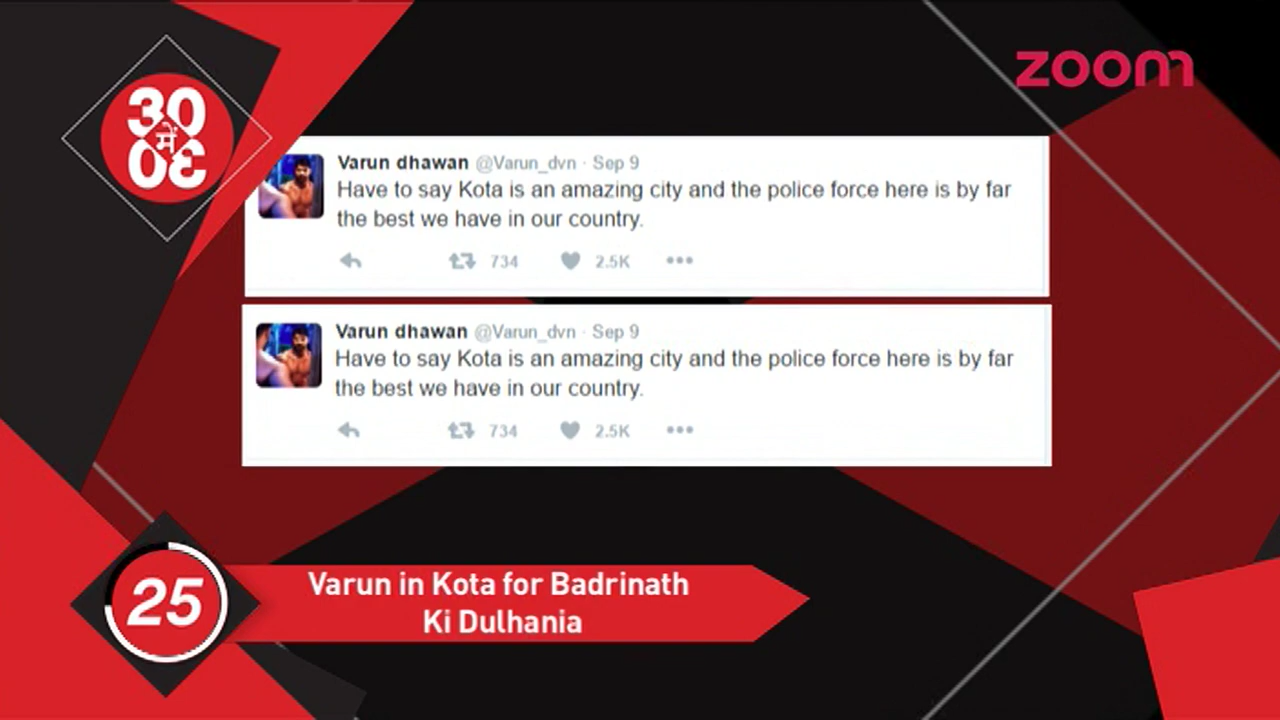 zoom
30
में
30
Varun dhawan @Varun_dvn · Sep 9
Have to say Kota is an amazing city and the police force here is by far
the best we have in our country.
734 2.5K
Varun dhawan @Varun_dvn · Sep 9
Have to say Kota is an amazing city and the police force here is by far
the best we have in our country.
734 2.5K
25
Varun in Kota for Badrinath
Ki Dulhania